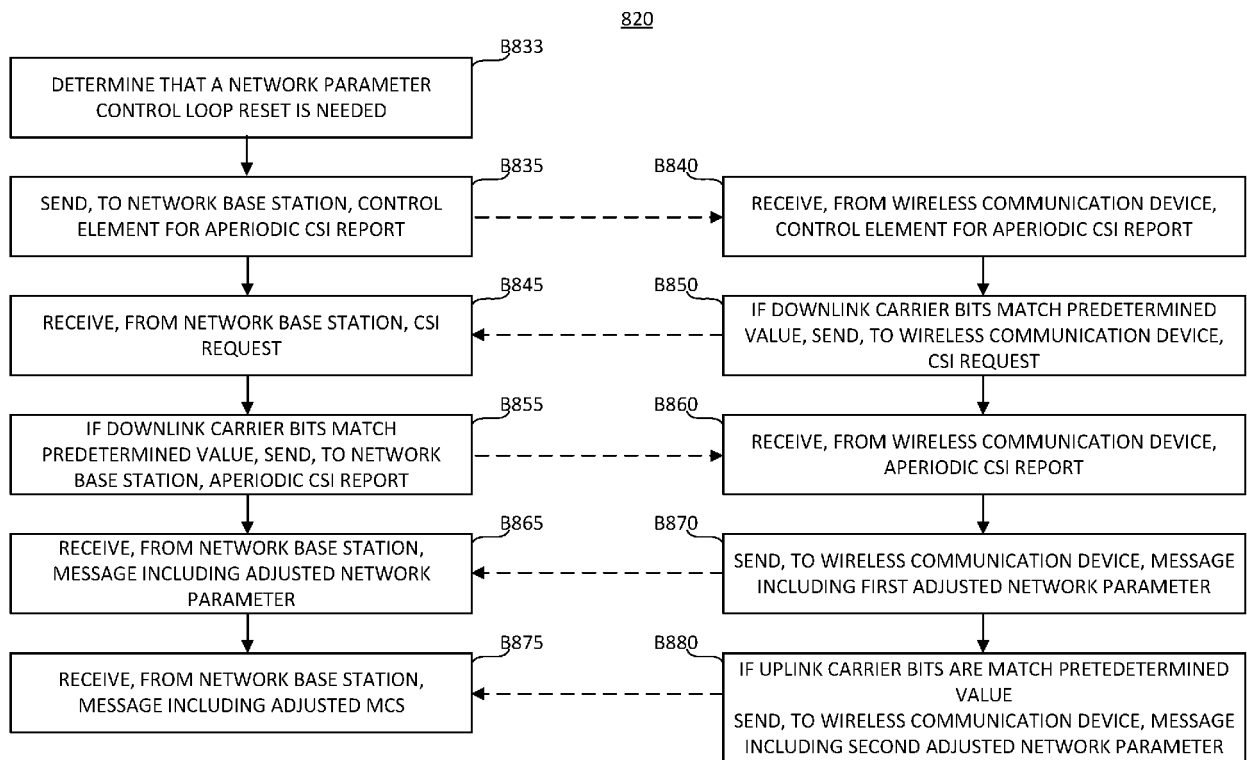 820
B833
DETERMINE THAT A NETWORK PARAMETER
CONTROL LOOP RESET IS NEEDED
B835
SEND, TO NETWORK BASE STATION, CONTROL
ELEMENT FOR APERIODIC CSI REPORT
B840
RECEIVE, FROM WIRELESS COMMUNICATION DEVICE,
CONTROL ELEMENT FOR APERIODIC CSI REPORT
B845
RECEIVE, FROM NETWORK BASE STATION, CSI
REQUEST
B850
IF DOWNLINK CARRIER BITS MATCH PREDETERMINED
VALUE, SEND, TO WIRELESS COMMUNICATION DEVICE,
CSI REQUEST
B855
IF DOWNLINK CARRIER BITS MATCH
PREDETERMINED VALUE, SEND, TO NETWORK
BASE STATION, APERIODIC CSI REPORT
B860
RECEIVE, FROM WIRELESS COMMUNICATION DEVICE,
APERIODIC CSI REPORT
B865
RECEIVE, FROM NETWORK BASE STATION,
MESSAGE INCLUDING ADJUSTED NETWORK
PARAMETER
B870
SEND, TO WIRELESS COMMUNICATION DEVICE, MESSAGE
INCLUDING FIRST ADJUSTED NETWORK PARAMETER
B875
RECEIVE, FROM NETWORK BASE STATION,
MESSAGE INCLUDING ADJUSTED MCS
B880
IF UPLINK CARRIER BITS ARE MATCH PRETEDETERMINED
VALUE
SEND, TO WIRELESS COMMUNICATION DEVICE, MESSAGE
INCLUDING SECOND ADJUSTED NETWORK PARAMETER